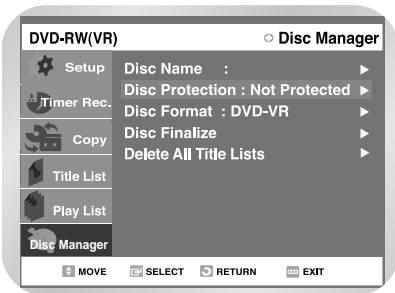 DVD-RW(VR) Disc Manager
Setup
Timer Rec.
Copy
Title List
Play List
Disc Manager
Disc Name :
Disc Protection : Not Protected
Disc Format : DVD-VR
Disc Finalize
Delete All Title Lists
MOVE SELECT RETURN EXIT